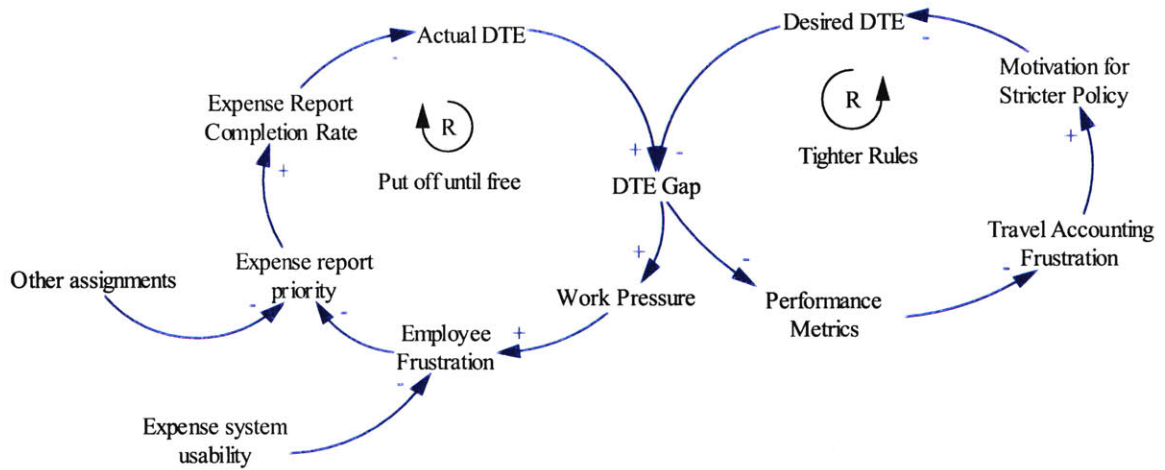 Actual DTE
-
Expense Report
Completion Rate
+
R
Put off until free
Expense report
priority
-
-
Other assignments
Employee
Frustration
+
-
Expense system
usability
Work Pressure
+
DTE Gap
+
-
Desired DTE
-
Motivation for
Stricter Policy
+
R
Tighter Rules
Travel Accounting
Frustration
-
Performance
Metrics
-